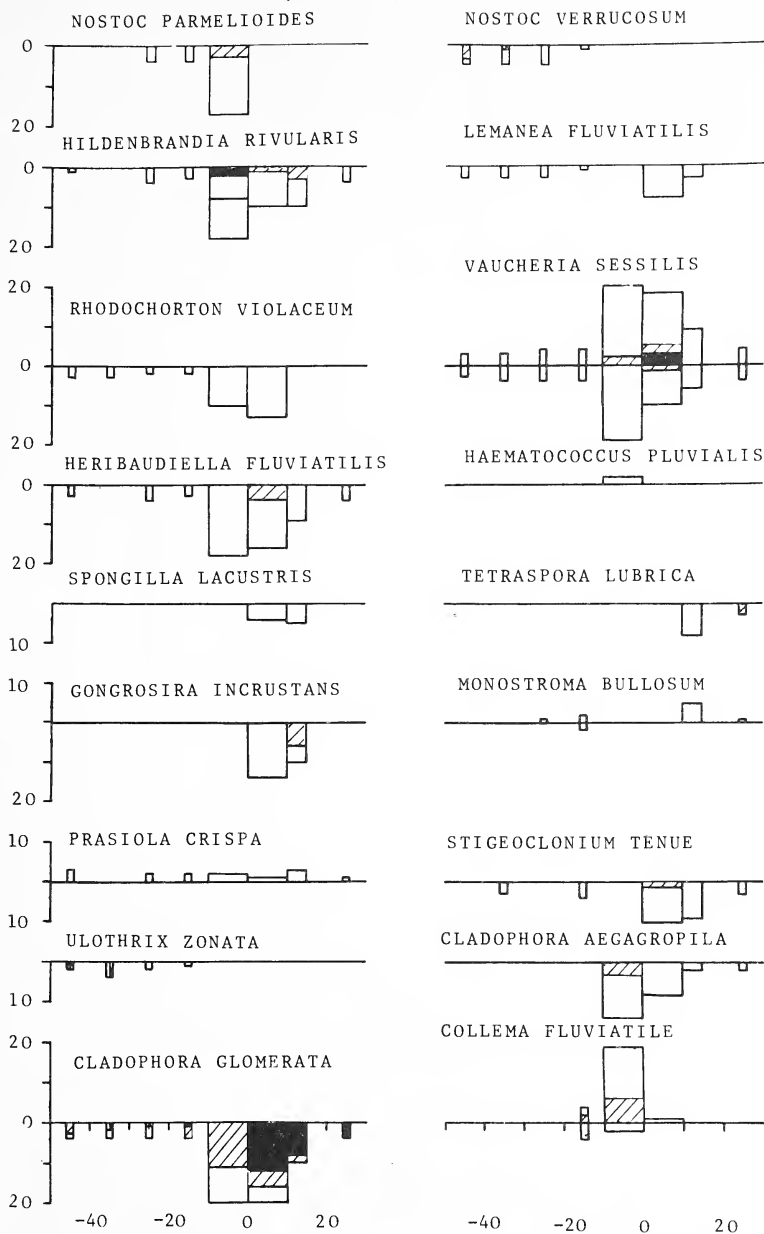 NOSTOC PARMELIOIDES
0
20
NOSTOC VERRUCOSUM
HILDENBRANDIA RIVULARIS
0
20
LEMANEA FLUVIATILIS
RHODOCHORTON VIOLACEUM
20
0
20
VAUCHERIA SESSILIS
HERIBAUDIELLA FLUVIATILIS
0
20
HAEMATOCOCCUS PLUVIALIS
SPONGILLA LACUSTRIS
10
TETRASPORA LUBRICA
GONGROSIRA INCRUSTANS
10
20
MONOSTROMA BULLOSUM
PRASIOLA CRISPA
10
10
STIGEOCLONIUM TENUE
ULOTHRIX ZONATA
10
CLADOPHORA AEGAGROPILA
CLADOPHORA GLOMERATA
20
0
20
COLLEMA FLUVIATILE
-40 -20 0 20
-40 -20 0 20